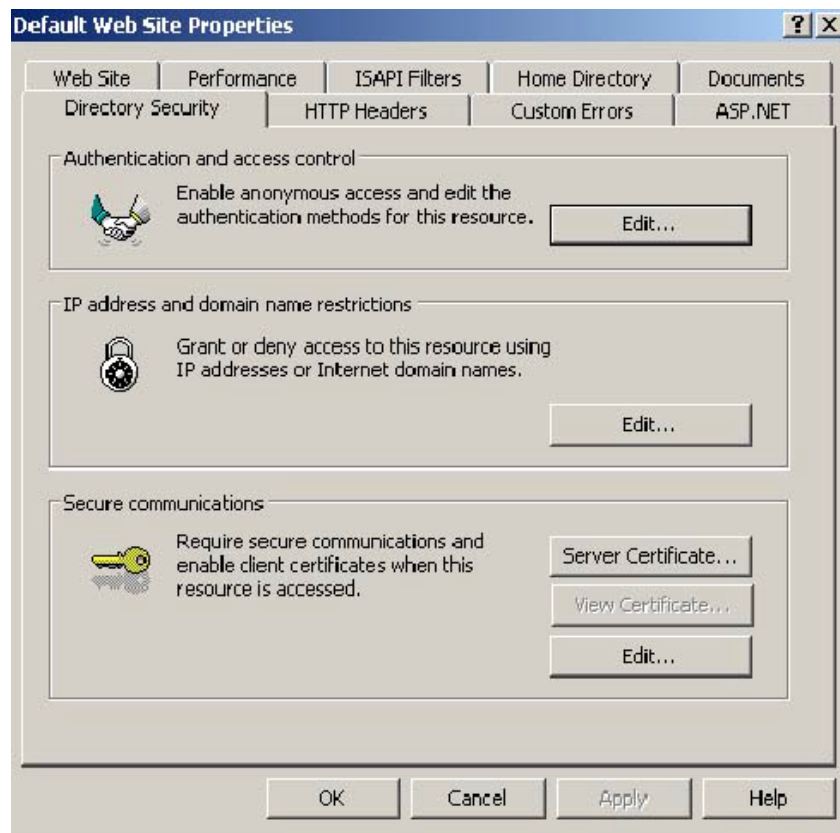 Default Web Site Properties
? X
Web Site Performance ISAPI Filters Home Directory Documents
Directory Security HTTP Headers Custom Errors ASP.NET
Authentication and access control
Enable anonymous access and edit the
authentication methods for this resource.
Edit...
IP address and domain name restrictions
Grant or deny access to this resource using
IP addresses or Internet domain names.
Edit...
Secure communications
Require secure communications and
enable client certificates when this
resource is accessed.
Server Certificate...
View Certificate...
Edit...
OK Cancel Apply Help